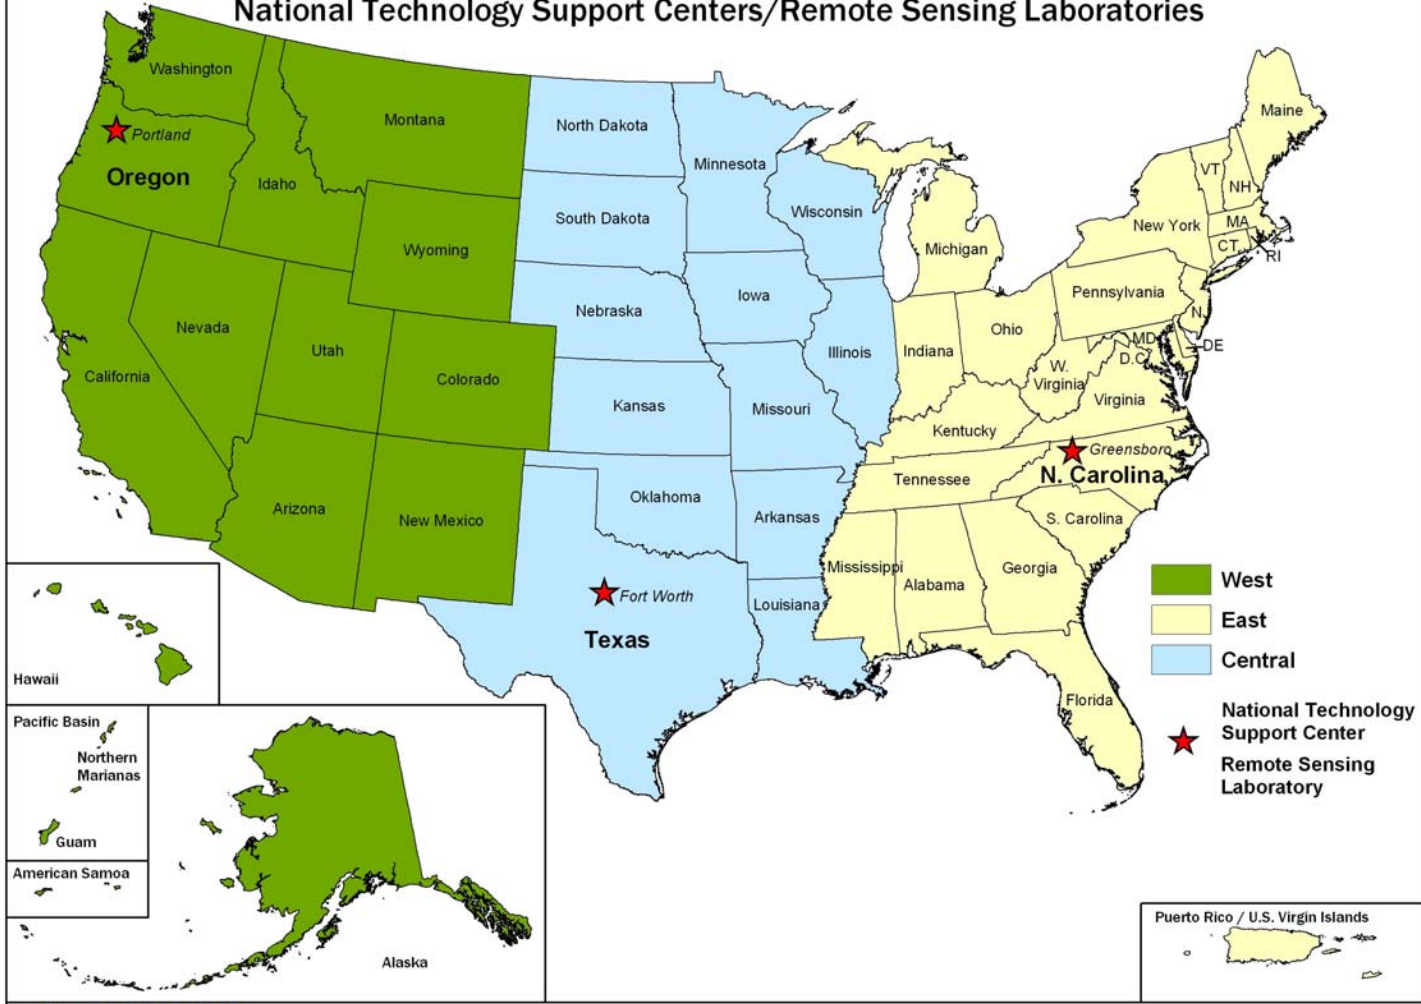 National Technology Support Centers/Remote Sensing Laboratories
Washington
Portland
Oregon
Idaho
Montana
Wyoming
Nevada
Utah
California
Colorado
Arizona
New Mexico
North Dakota
South Dakota
Nebraska
Kansas
Oklahoma
Fort Worth
Texas
Minnesota
Wisconsin
Iowa
Illinois
Missouri
Arkansas
Louisiana
Michigan
Indiana
Ohio
Kentucky
Tennessee
Mississippi
Alabama
Georgia
Florida
S. Carolina
Greensboro
N. Carolina
Virginia
W.
Virginia
D.C.
MD
DE
N.
Pennsylvania
New York
VT
NH
MA
CT
RI
Maine
West
East
Central
National Technology
Support Center
Remote Sensing
Laboratory
Hawaii
Pacific Basin
Northern
Marianas
Guam
American Samoa
Alaska
Puerto Rico / U.S. Virgin Islands